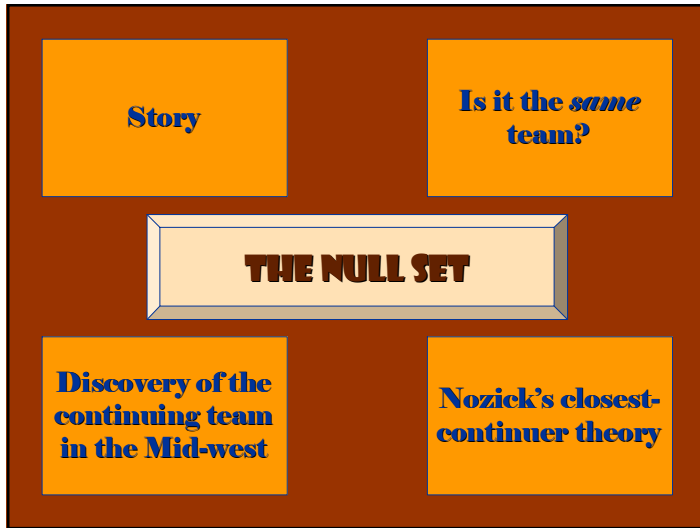 Story
Is it the same
team?
THE NULL SET
Discovery of the
continuing team
in the Mid-west
Nozick’s closest-
continuer theory